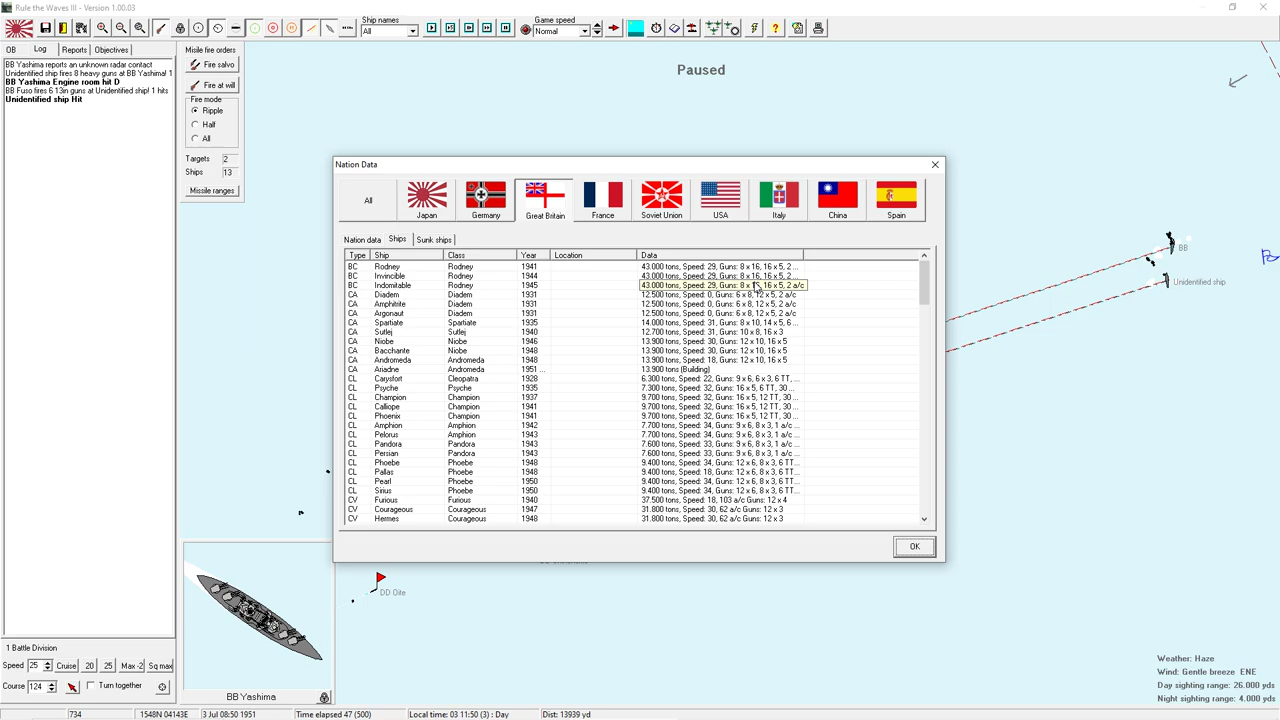 Rule the Waves III - Version 1.00.03
Ship names
All
Game speed
Normal
OB Log Reports Objectives
BB Yashima reports an unknown radar contact
Unidentified ship fires 8 heavy guns at BB Yashima! 1
BB Yashima Engine room hit D
BB Fuso fires 6 13in guns at Unidentified ship! 1 hits
Unidentified ship Hit
Misile fire orders
Fire salvo
Fire at will
Fire mode
Ripple
Half
All
Targets 2
Ships 13
Missile ranges
Paused
Nation Data
All Japan Germany Great Britain France Soviet Union USA Italy China Spain
Nation data Ships Sunk ships
Type Ship Class Year Location Data
BC Rodney Rodney 1941 43.000 tons, Speed: 29, Guns: 8 x 16, 16 x 5, 2 ...
BC Invincible Rodney 1944 43.000 tons, Speed: 29, Guns: 8 x 16, 16 x 5, 2 ...
BC Indomitable Rodney 1945 43.000 tons, Speed: 29, Guns: 8 x 16, 16 x 5, 2 a/c
CA Diadem Diadem 1931 12.500 tons, Speed: 0, Guns: 6 x 8, 12 x 5, 2 a/c
CA Amphitrite Diadem 1931 12.500 tons, Speed: 0, Guns: 6 x 8, 12 x 5, 2 a/c
CA Argonaut Diadem 1931 12.500 tons, Speed: 0, Guns: 6 x 8, 12 x 5, 2 a/c
CA Spartiate Spartiate 1935 14.000 tons, Speed: 31, Guns: 8 x 10, 14 x 5, 6 ...
CA Sutlej Sutlej 1940 12.700 tons, Speed: 31, Guns: 10 x 8, 16 x 3
CA Niobe Niobe 1946 13.900 tons, Speed: 30, Guns: 12 x 10, 16 x 5
CA Bacchante Niobe 1948 13.900 tons, Speed: 30, Guns: 12 x 10, 16 x 5
CA Andromeda Andromeda 1948 13.900 tons, Speed: 18, Guns: 12 x 10, 16 x 5
CA Ariadne Andromeda 1951 ... 13.900 tons (Building)
CL Carysfort Cleopatra 1928 6.300 tons, Speed: 22, Guns: 9 x 6, 6 x 3, 6 TT, ...
CL Psyche Psyche 1935 7.300 tons, Speed: 32, Guns: 16 x 5, 6 TT, 30 ...
CL Champion Champion 1937 9.700 tons, Speed: 32, Guns: 16 x 5, 12 TT, 30 ...
CL Calliope Champion 1941 9.700 tons, Speed: 32, Guns: 16 x 5, 12 TT, 30 ...
CL Phoenix Champion 1941 9.700 tons, Speed: 32, Guns: 16 x 5, 12 TT, 30 ...
CL Amphion Amphion 1942 7.700 tons, Speed: 34, Guns: 9 x 6, 8 x 3, 1 a/c ...
CL Pelorus Amphion 1943 7.700 tons, Speed: 34, Guns: 9 x 6, 8 x 3, 1 a/c ...
CL Pandora Pandora 1943 7.600 tons, Speed: 33, Guns: 9 x 6, 8 x 3, 1 a/c ...
CL Persian Pandora 1943 7.600 tons, Speed: 33, Guns: 9 x 6, 8 x 3, 1 a/c ...
CL Phoebe Phoebe 1948 9.400 tons, Speed: 34, Guns: 12 x 6, 8 x 3, 6 TT...
CL Pallas Phoebe 1948 9.400 tons, Speed: 18, Guns: 12 x 6, 8 x 3, 6 TT...
CL Pearl Phoebe 1950 9.400 tons, Speed: 34, Guns: 12 x 6, 8 x 3, 6 TT...
CL Sirius Phoebe 1950 9.400 tons, Speed: 34, Guns: 12 x 6, 8 x 3, 6 TT...
CV Furious Furious 1940 37.500 tons, Speed: 18, 103 a/c Guns: 12 x 4
CV Courageous Courageous 1947 31.800 tons, Speed: 30, 62 a/c Guns: 12 x 3
CV Hermes Courageous 1948 31.800 tons, Speed: 30, 62 a/c Guns: 12 x 3
OK
BB
Unidentified ship
DD Dite
BB Yashima
1 Battle Division
Speed 25 Cruise 20 25 Max -2 Sq max
Course 124 Turn together
Weather: Haze
Wind: Gentle breeze ENE
Day sighting range: 26.000 yds
Night sighting range: 4.000 yds
734 1548N 04143E 3 Jul 08:50 1951 Time elapsed 47 (500) Local time: 03 11:50 (3) : Day Dist: 13939 yd